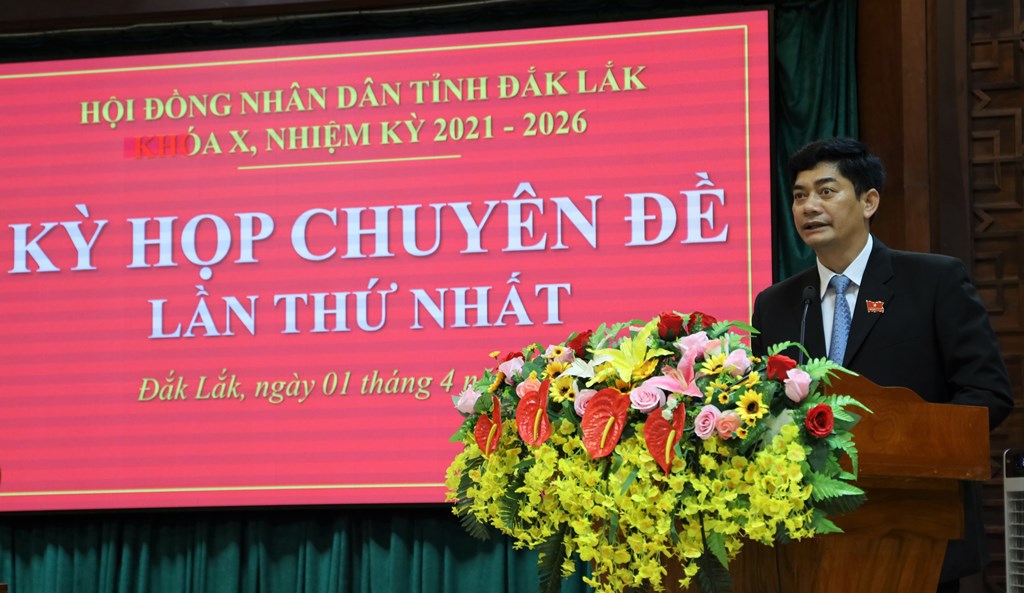 HỘI ĐỒNG NHÂN DÂN TỈNH ĐẮK LẮK
KHÓA X, NHIỆM KỲ 2021 - 2026
KỲ HỌP CHUYÊN ĐỀ
LẦN THỨ NHẤT
Đắk Lắk, ngày 01 tháng 4